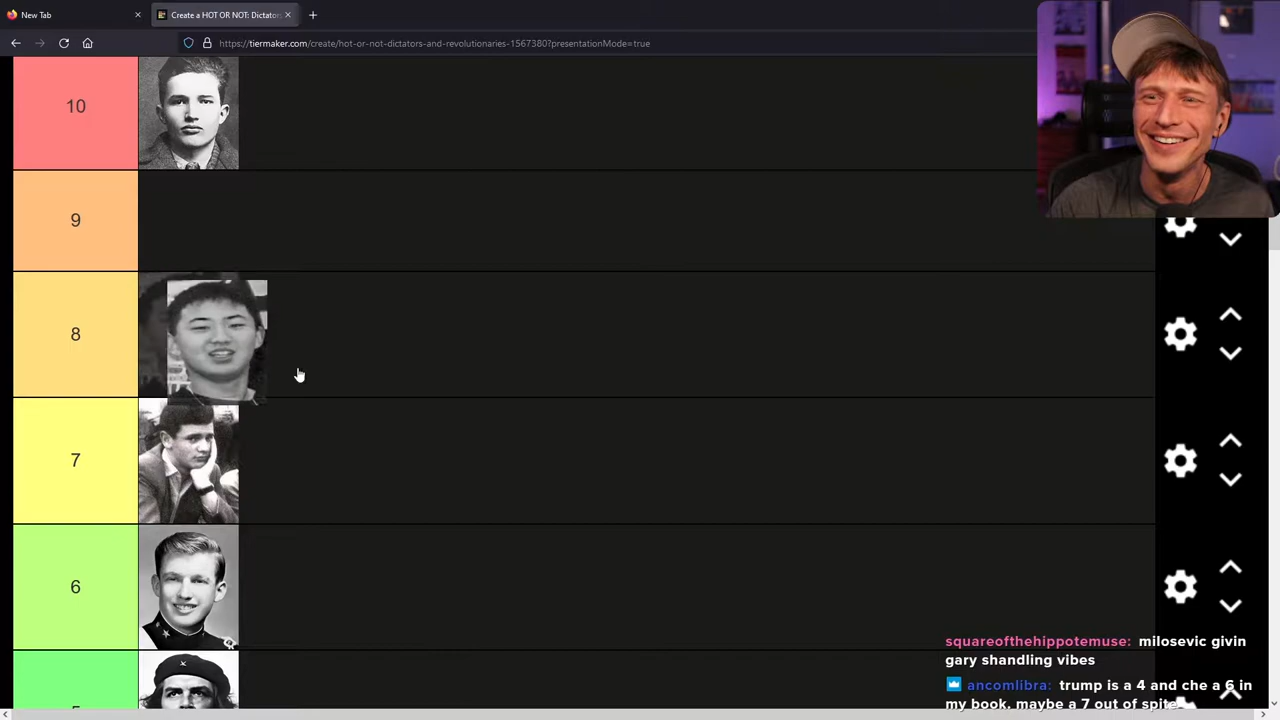 New Tab
Create a HOT OR NOT: Dictator
https://tiermaker.com/create/hot-or-not-dictators-and-revolutionaries-1567380?presentationMode=true
10
9
8
7
6
squareofthehippotemuse: milosevic givin
gary shandling vibes
ancomlibra: trump is a 4 and che a 6 in
my book, maybe a 7 out of spite